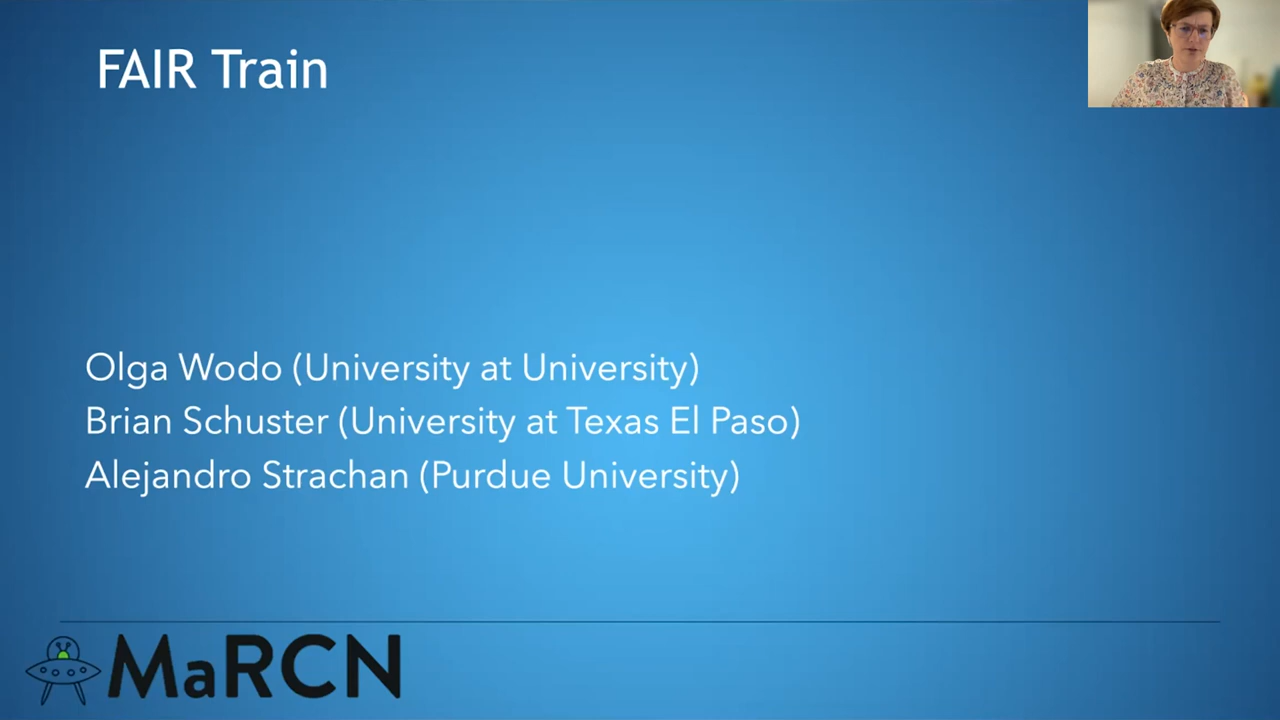 FAIR Train
Olga Wodo (University at University)
Brian Schuster (University at Texas El Paso)
Alejandro Strachan (Purdue University)
MaRCN